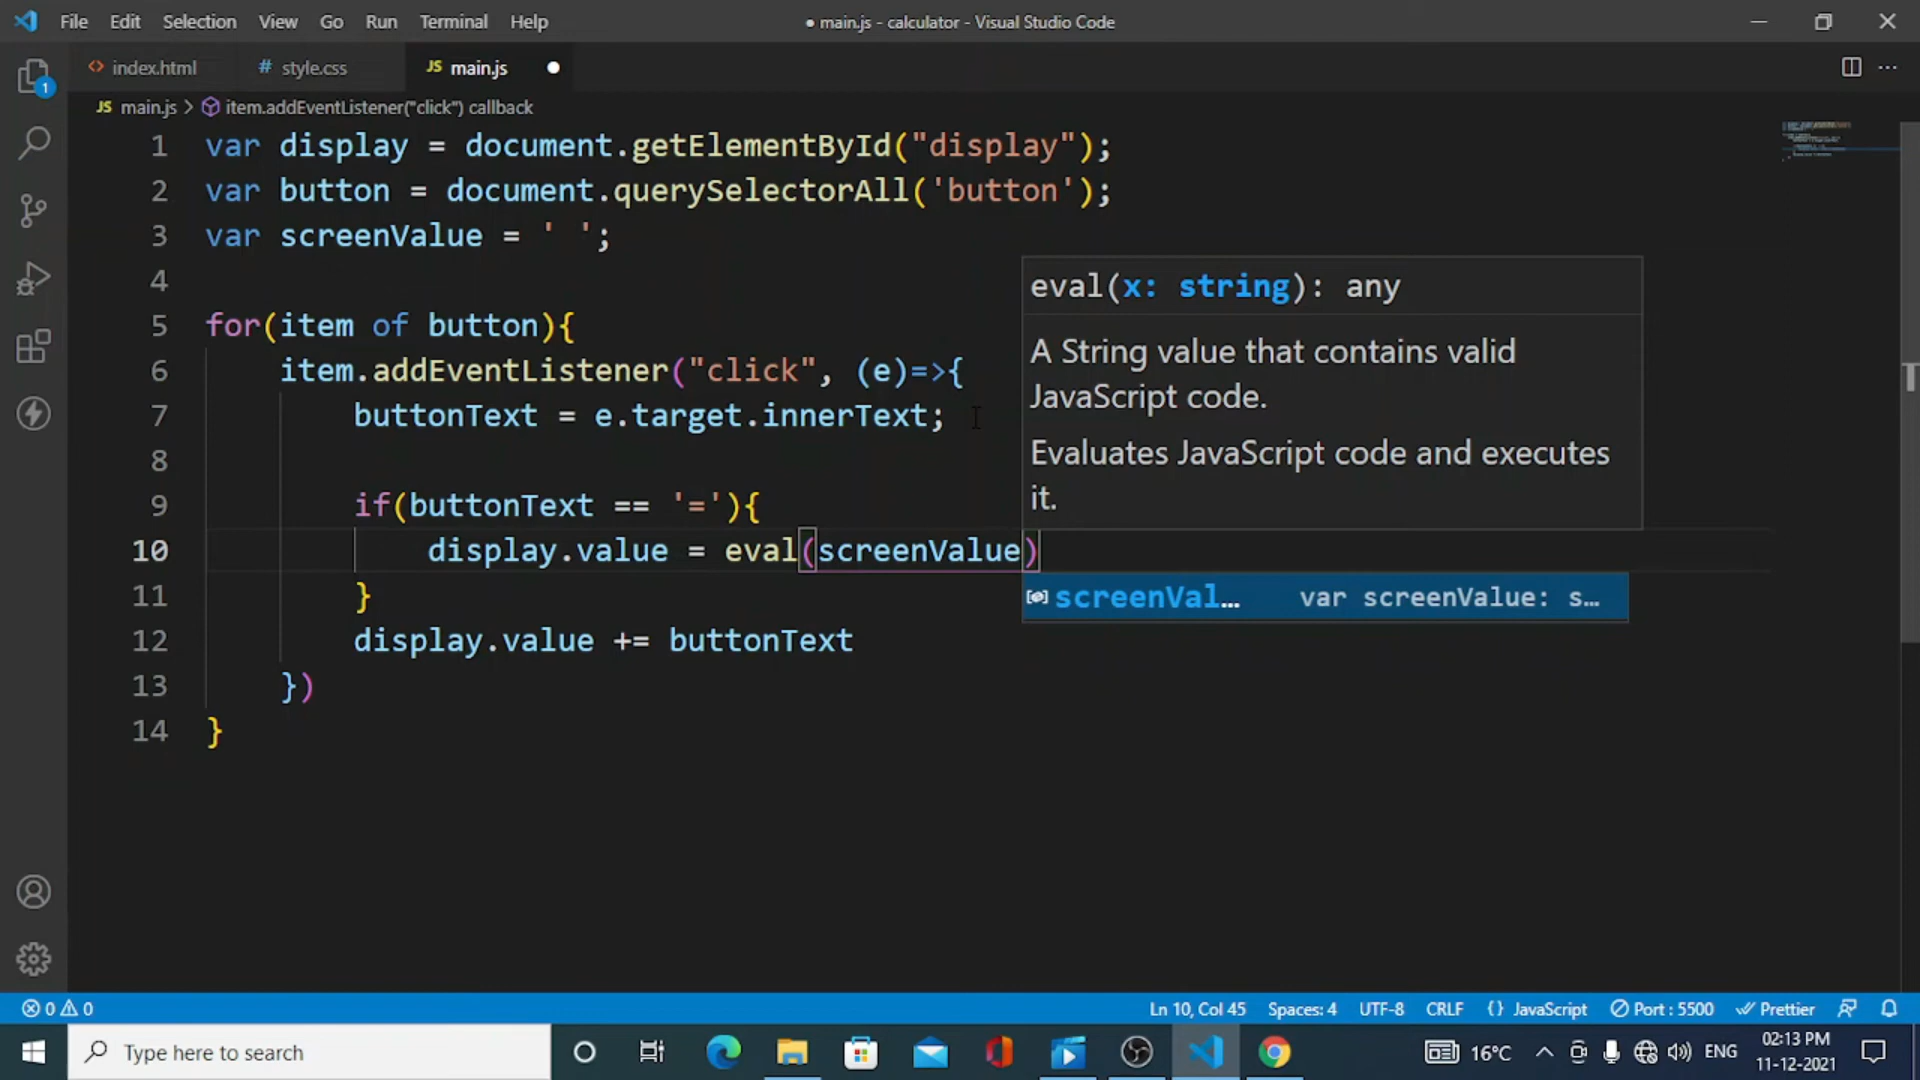 File Edit Selection View Go Run Terminal Help
● main.js - calculator - Visual Studio Code
1
<> index.html
# style.css
JS main.js ●
JS main.js > item.addEventListener("click") callback
1 var display = document.getElementById("display");
2 var button = document.querySelectorAll('button');
3 var screenValue = ' ';
4
5 for(item of button){
6 item.addEventListener("click", (e)=>{
7 buttonText = e.target.innerText;
8
9 if(buttonText == '='){
10 display.value = eval(screenValue)
11 }
12 display.value += buttonText
13 })
14 }
eval(x: string): any
A String value that contains valid
JavaScript code.
Evaluates JavaScript code and executes
it.
screenVal… var screenValue: s…
0 0
Ln 10, Col 45 Spaces: 4 UTF-8 CRLF {} JavaScript Port : 5500 Prettier
Type here to search
16°C ENG
02:13 PM
11-12-2021